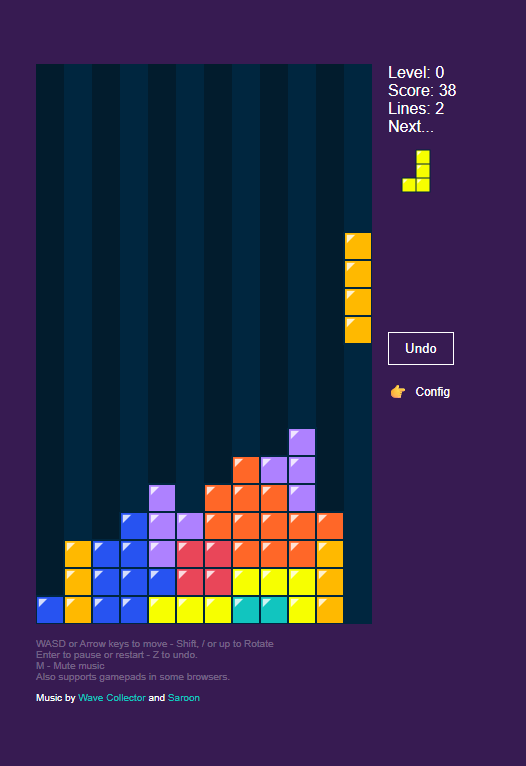 Level: 0
Score: 38
Lines: 2
Next...
Undo
👉 Config
WASD or Arrow keys to move - Shift, / or up to Rotate
Enter to pause or restart - Z to undo.
M - Mute music
Also supports gamepads in some browsers.
Music by Wave Collector and Saroon